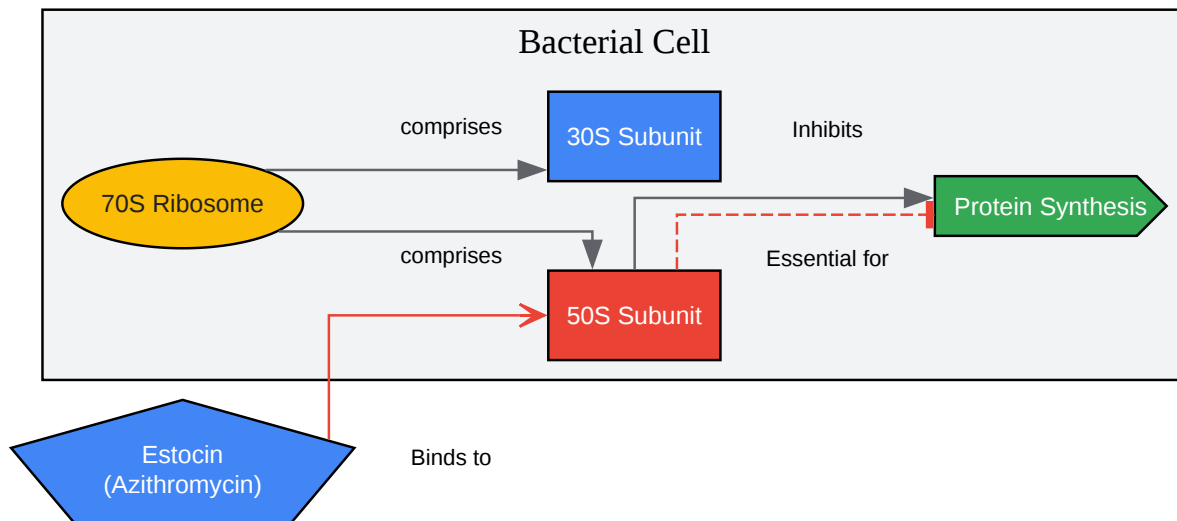 Bacterial Cell
comprises
30S Subunit
Inhibits
70S Ribosome
Protein Synthesis
comprises
Essential for
50S Subunit
Estocin
(Azithromycin)
Binds to